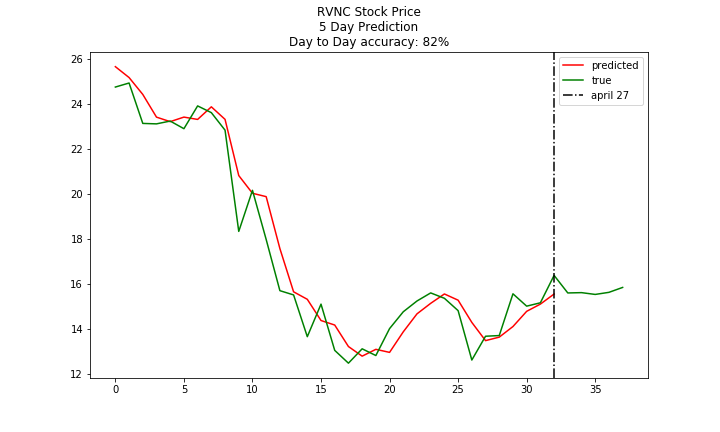 RVNC Stock Price
5 Day Prediction
Day to Day accuracy: 82%
predicted
true
april 27
26
24
22
20
18
16
14
12
0 5 10 15 20 25 30 35